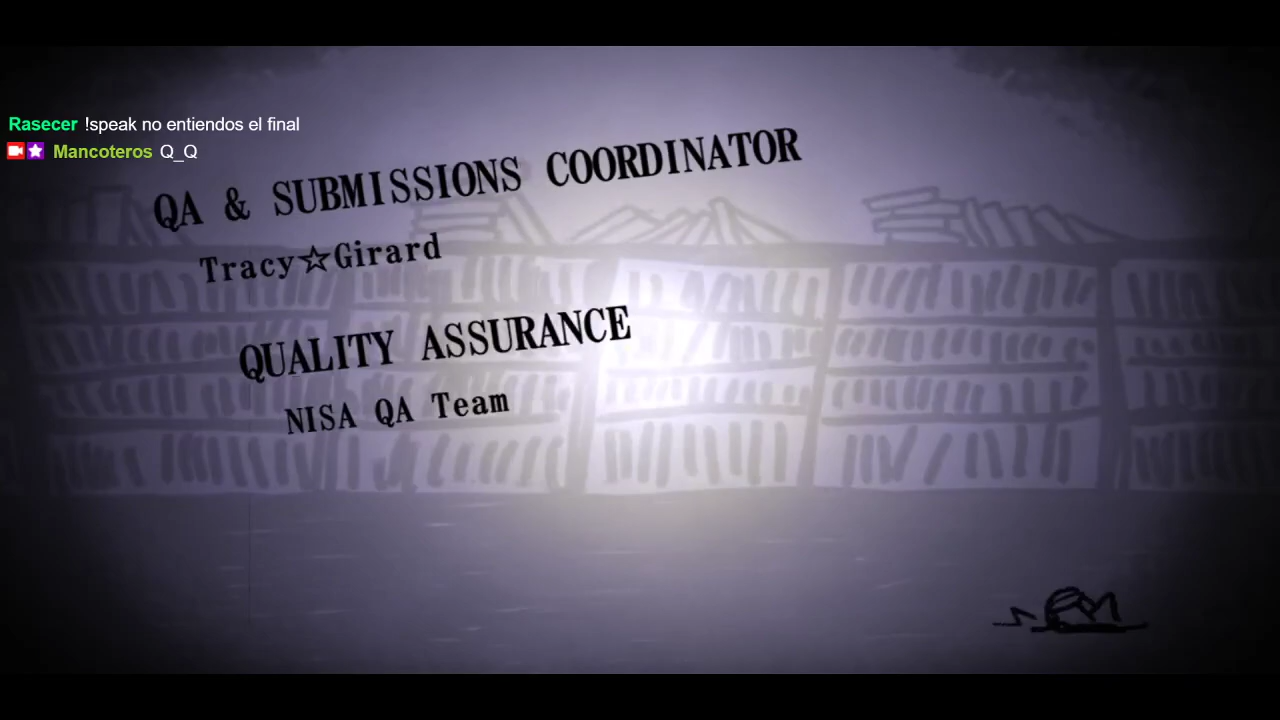 Rasecer !speak no entiendos el final
Mancoteros Q_Q
QA & SUBMISSIONS COORDINATOR
Tracy☆Girard
QUALITY ASSURANCE
NISA QA Team